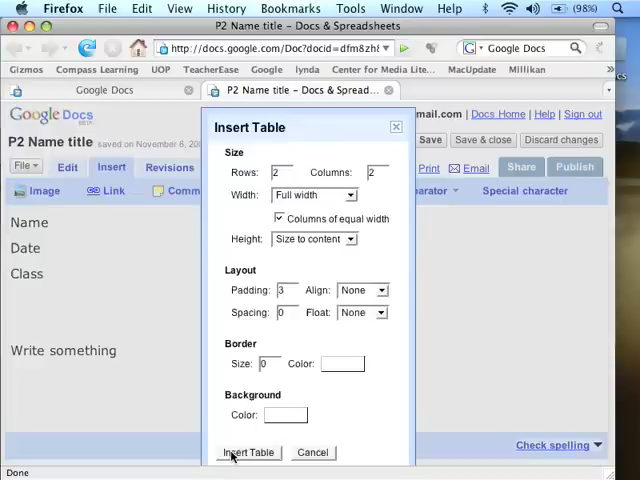 Firefox File Edit View History Bookmarks Tools Window Help (98%)
P2 Name title - Docs & Spreadsheets
http://docs.google.com/Doc?docid=dfm8zh8 Google Docs
Gizmos Compass Learning UOP TeacherEase Google lynda Center for Media Lite... MacUpdate Millikan
Google Docs P2 Name title - Docs & Spread...
Google Docs BETA mail.com | Docs Home | Help | Sign out
P2 Name title saved on November 6, 20 Save Save & close Discard changes
File Edit Insert Revisions Print Email Share Publish
Image Link Comm arator Special character
Insert Table
Size
Rows: 2 Columns: 2
Width: Full width
Columns of equal width
Height: Size to content
Layout
Padding: 3 Align: None
Spacing: 0 Float: None
Border
Size: 0 Color:
Background
Color:
Insert Table Cancel
Name
Date
Class
Write something
Check spelling
Done